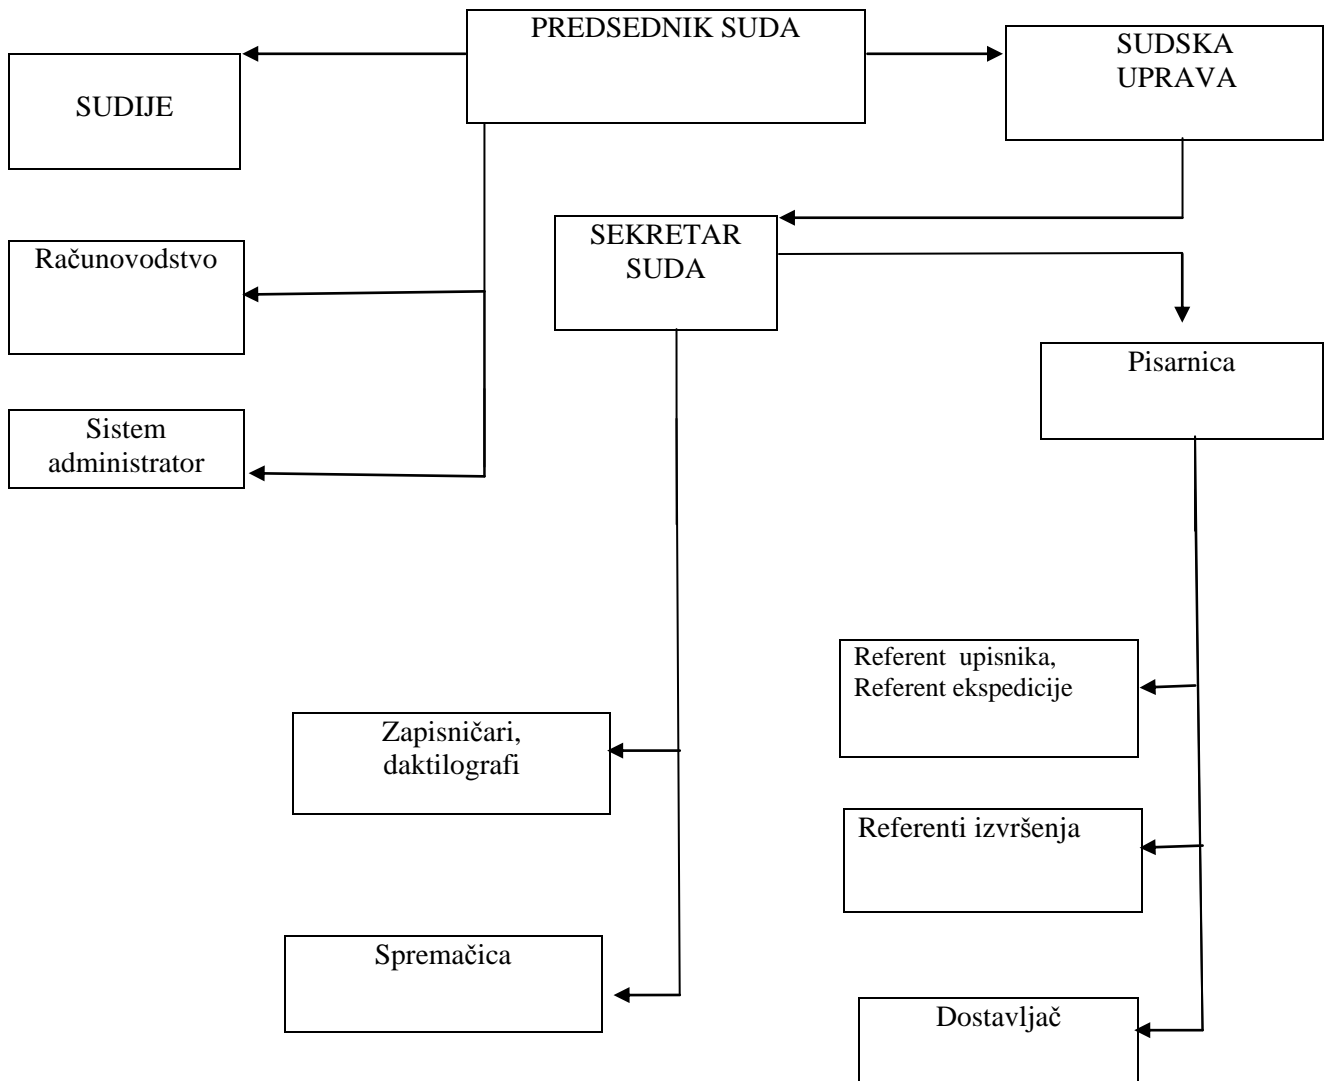 PREDSEDNIK SUDA
SUDSKA
UPRAVA
SUDIJE
SEKRETAR
SUDA
Računovodstvo
Pisarnica
Sistem
administrator
Referent  upisnika,
Referent ekspedicije
Zapisničari,
daktilografi
Referenti izvršenja
Spremačica
Dostavljač